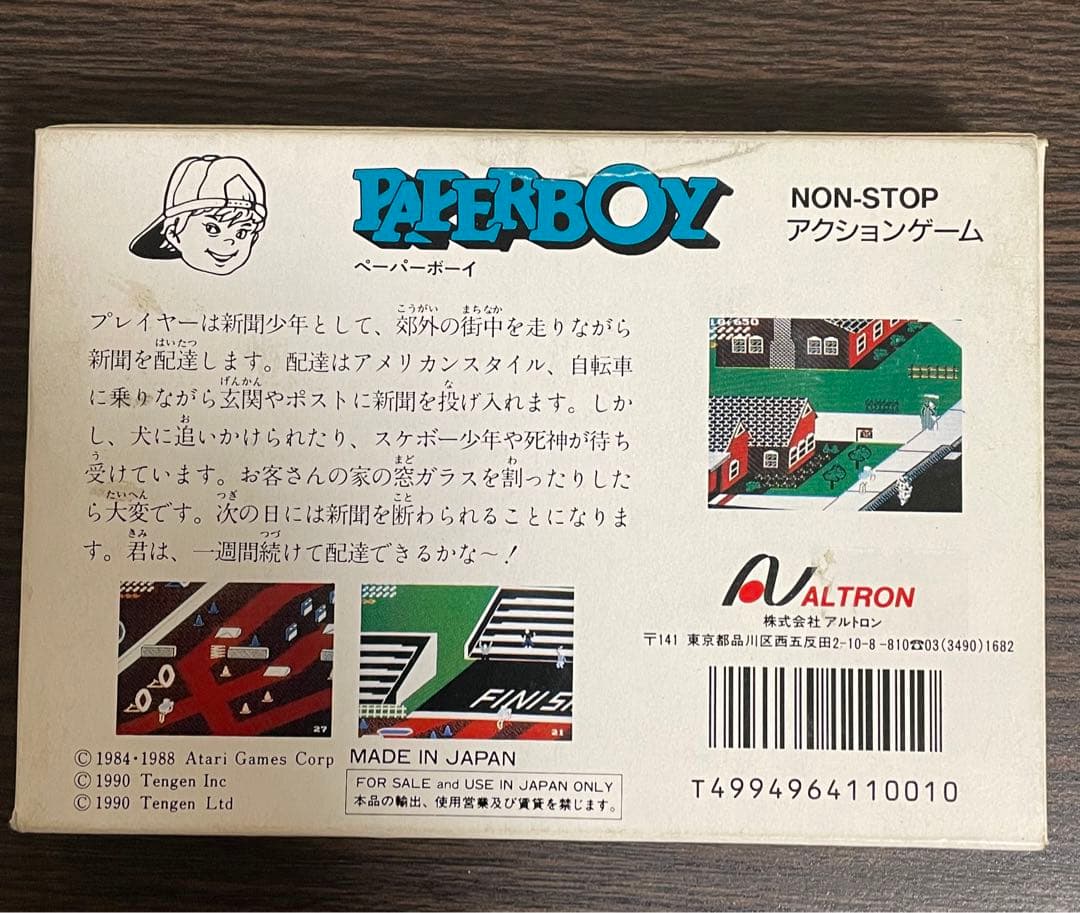 PAPERBOY
ペーパーボーイ
NON-STOP
アクションゲーム
プレイヤーは新聞少年として、郊外の街中を走りながら
新聞を配達します。配達はアメリカンスタイル、自転車
に乗りながら玄関やポストに新聞を投げ入れます。しか
し、犬に追いかけられたり、スケボー少年や死神が待ち
受けています。お客さんの家の窓ガラスを割ったりした
ら大変です。次の日には新聞を断わられることになりま
す。君は、一週間続けて配達できるかな〜!
27
FINISH
21
ALTRON
株式会社アルトロン
〒141 東京都品川区西五反田2-10-8-810☎03(3490)1682
T4994964110010
©1984・1988 Atari Games Corp
©1990 Tengen Inc
©1990 Tengen Ltd
MADE IN JAPAN
FOR SALE and USE IN JAPAN ONLY
本品の輸出、使用営業及び賃貸を禁じます。